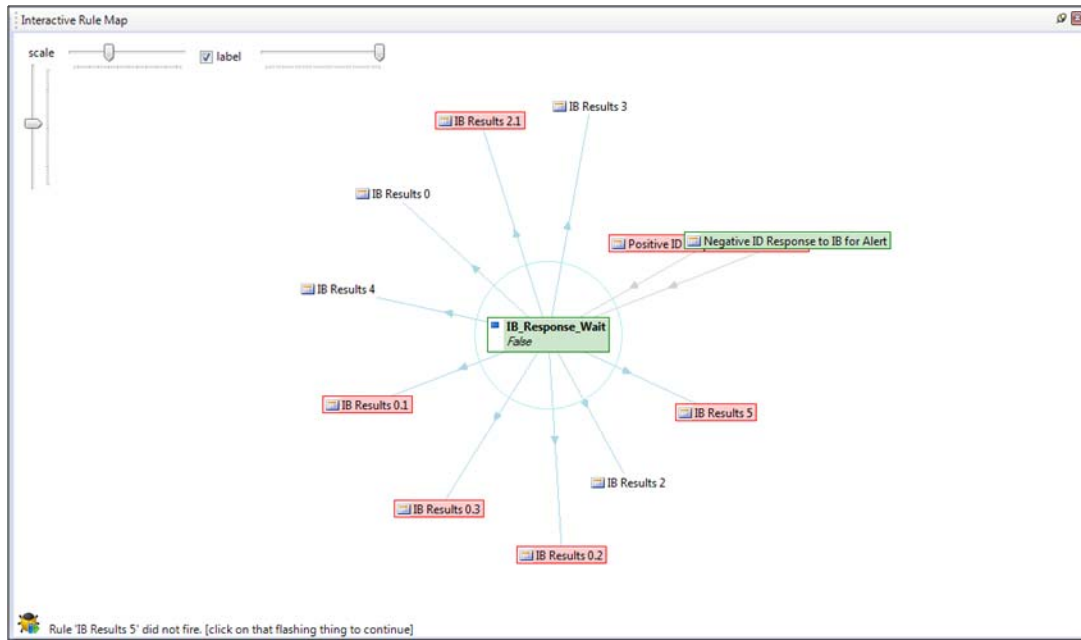 Interactive Rule Map
scale
label
IB Results 3
IB Results 2.1
IB Results 0
Positive ID
Negative ID Response to IB for Alert
IB Results 4
IB_Response_Wait
False
IB Results 0.1
IB Results 5
IB Results 2
IB Results 0.3
IB Results 0.2
Rule 'IB Results 5' did not fire. [click on that flashing thing to continue]